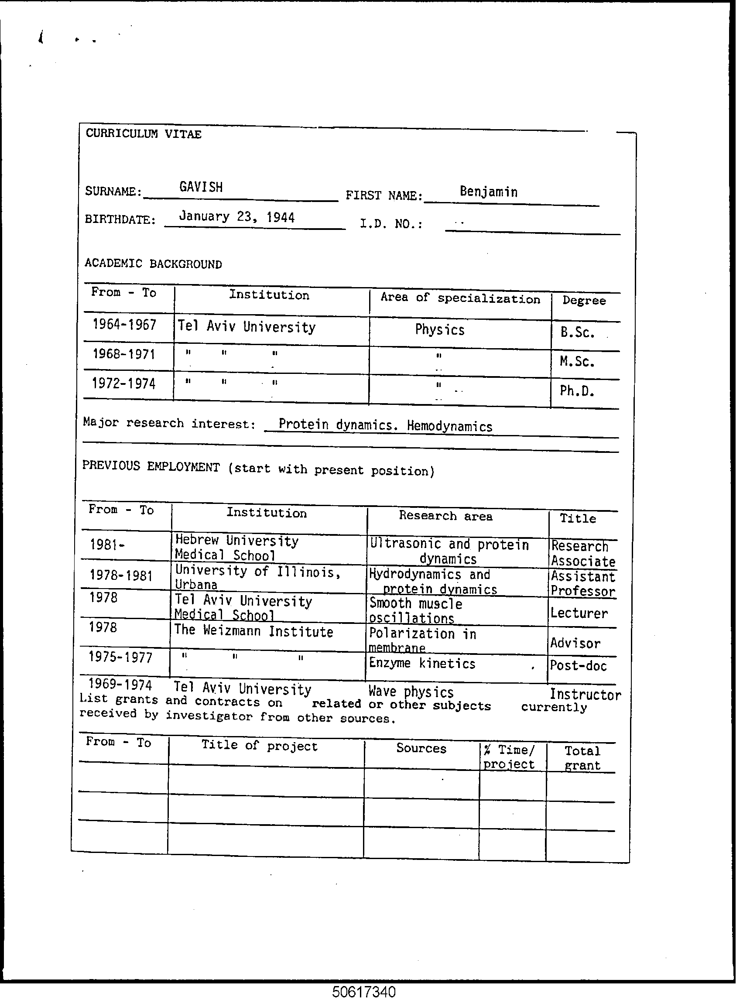 CURRICULUM VITAE
SURNAME: GAVISH FIRST NAME: Benjamin
BIRTHDATE: January 23, 1944 I.D. NO.:
ACADEMIC BACKGROUND
From - To Institution Area of specialization Degree
1964-1967 Tel Aviv University Physics B.Sc.
1968-1971 " " " " M.Sc.
1972-1974 " " " " Ph.D.
Major research interest: Protein dynamics. Hemodynamics
PREVIOUS EMPLOYMENT (start with present position)
From - To Institution Research area Title
1981- Hebrew University Medical School Ultrasonic and protein dynamics Research Associate
1978-1981 University of Illinois, Urbana Hydrodynamics and protein dynamics Assistant Professor
1978 Tel Aviv University Medical School Smooth muscle oscillations Lecturer
1978 The Weizmann Institute Polarization in membrane Advisor
1975-1977 " " " Enzyme kinetics Post-doc
1969-1974 Tel Aviv University Wave physics Instructor
List grants and contracts on related or other subjects currently
received by investigator from other sources.
From - To Title of project Sources % Time/ project Total grant
50617340